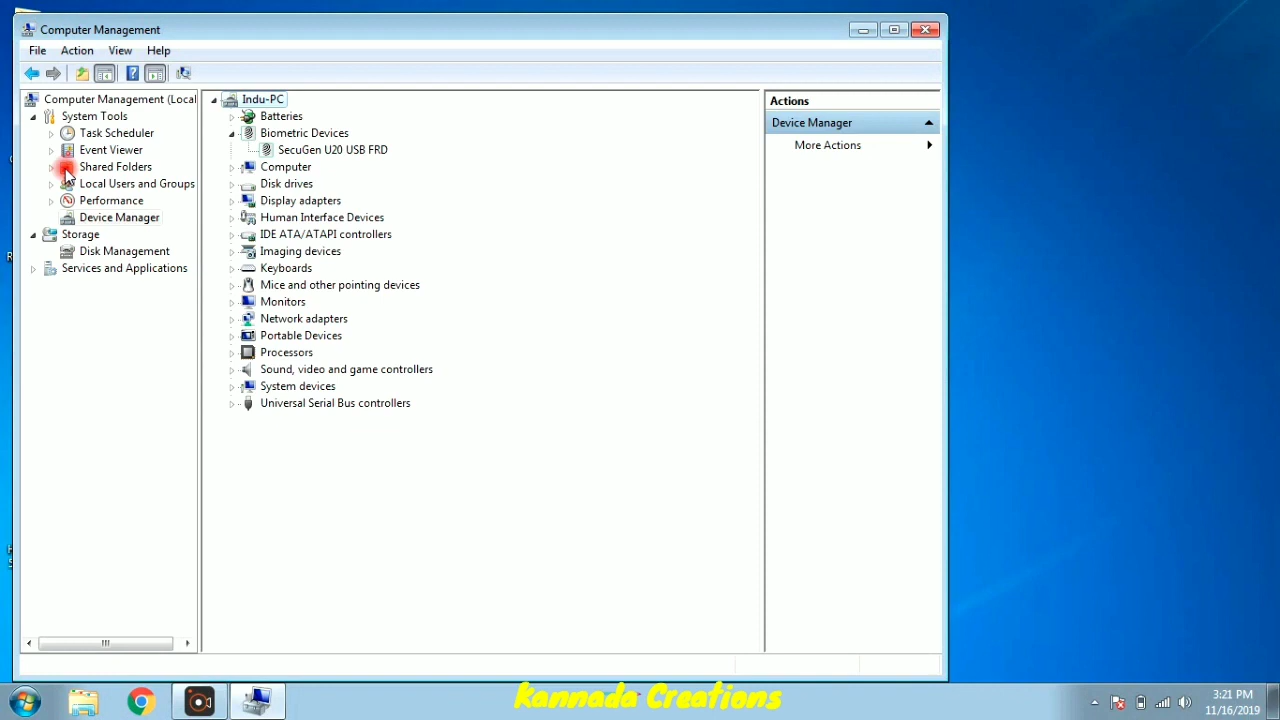 Computer Management
File Action View Help
Computer Management (Local
System Tools
Task Scheduler
Event Viewer
Shared Folders
Local Users and Groups
Performance
Device Manager
Storage
Disk Management
Services and Applications
Indu-PC
Batteries
Biometric Devices
SecuGen U20 USB FRD
Computer
Disk drives
Display adapters
Human Interface Devices
IDE ATA/ATAPI controllers
Imaging devices
Keyboards
Mice and other pointing devices
Monitors
Network adapters
Portable Devices
Processors
Sound, video and game controllers
System devices
Universal Serial Bus controllers
Actions
Device Manager
More Actions
Kannada Creations
3:21 PM
11/16/2019